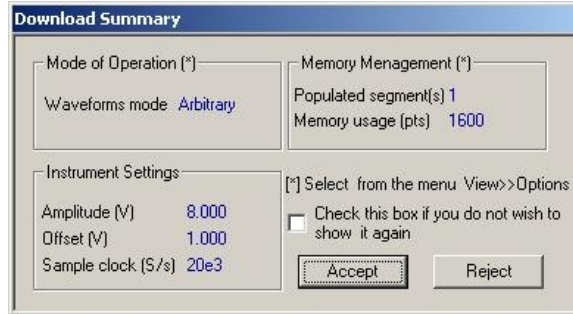 Download Summary
Mode of Operation (*)
Waveforms mode Arbitrary
Memory Menagement (*)
Populated segment(s) 1
Memory usage (pts) 1600
Instrument Settings
Amplitude (V) 8.000
Offset (V) 1.000
Sample clock (S/s) 20e3
[*] Select from the menu View>>Options
Check this box if you do not wish to
show it again
Accept Reject